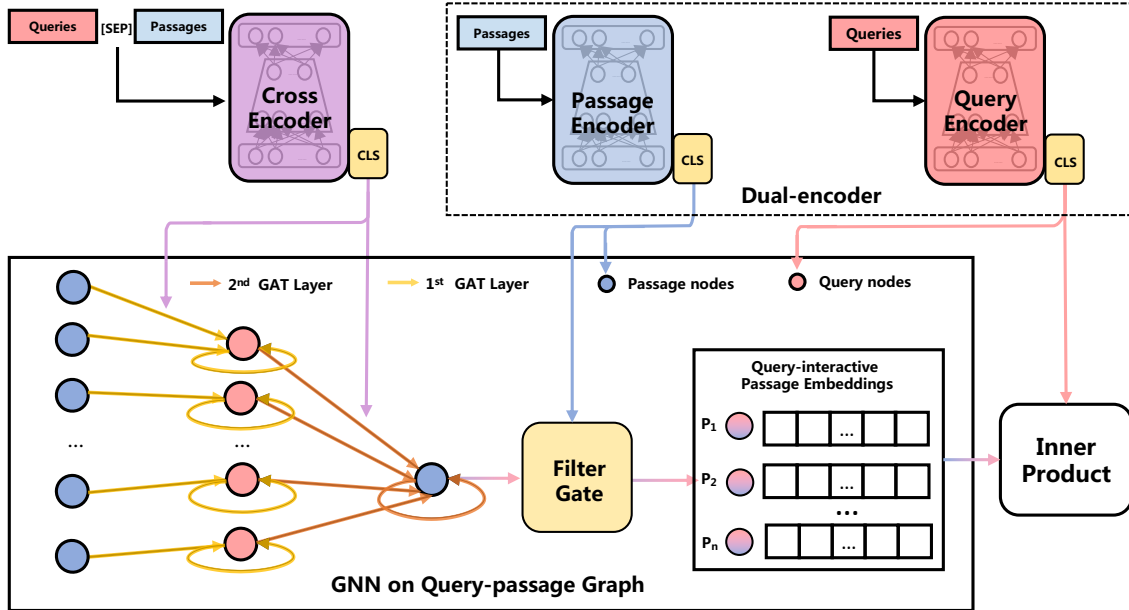 Queries [SEP] Passages
Cross
Encoder
CLS
Passages
Passage
Encoder
CLS
Queries
Query
Encoder
CLS
Dual-encoder
2nd GAT Layer
1st GAT Layer
Passage nodes
Query nodes
...
...
Filter
Gate
Query-interactive
Passage Embeddings
P1 ...
P2 ...
...
Pn ...
Inner
Product
GNN on Query-passage Graph